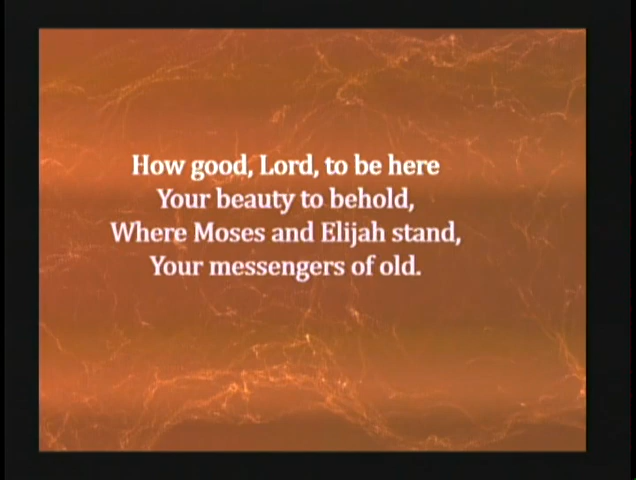 How good, Lord, to be here
Your beauty to behold,
Where Moses and Elijah stand,
Your messengers of old.